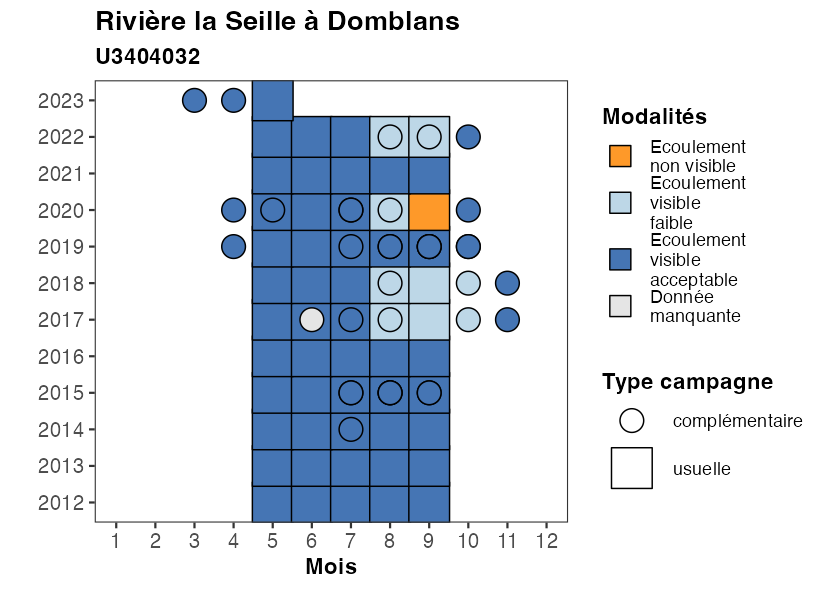 Rivière la Seille à Domblans
U3404032
2023
2022
2021
2020
2019
2018
2017
2016
2015
2014
2013
2012
1 2 3 4 5 6 7 8 9 10 11 12
Mois
Modalités
Ecoulement
non visible
Ecoulement
visible
faible
Ecoulement
visible
acceptable
Donnée
manquante
Type campagne
complémentaire
usuelle